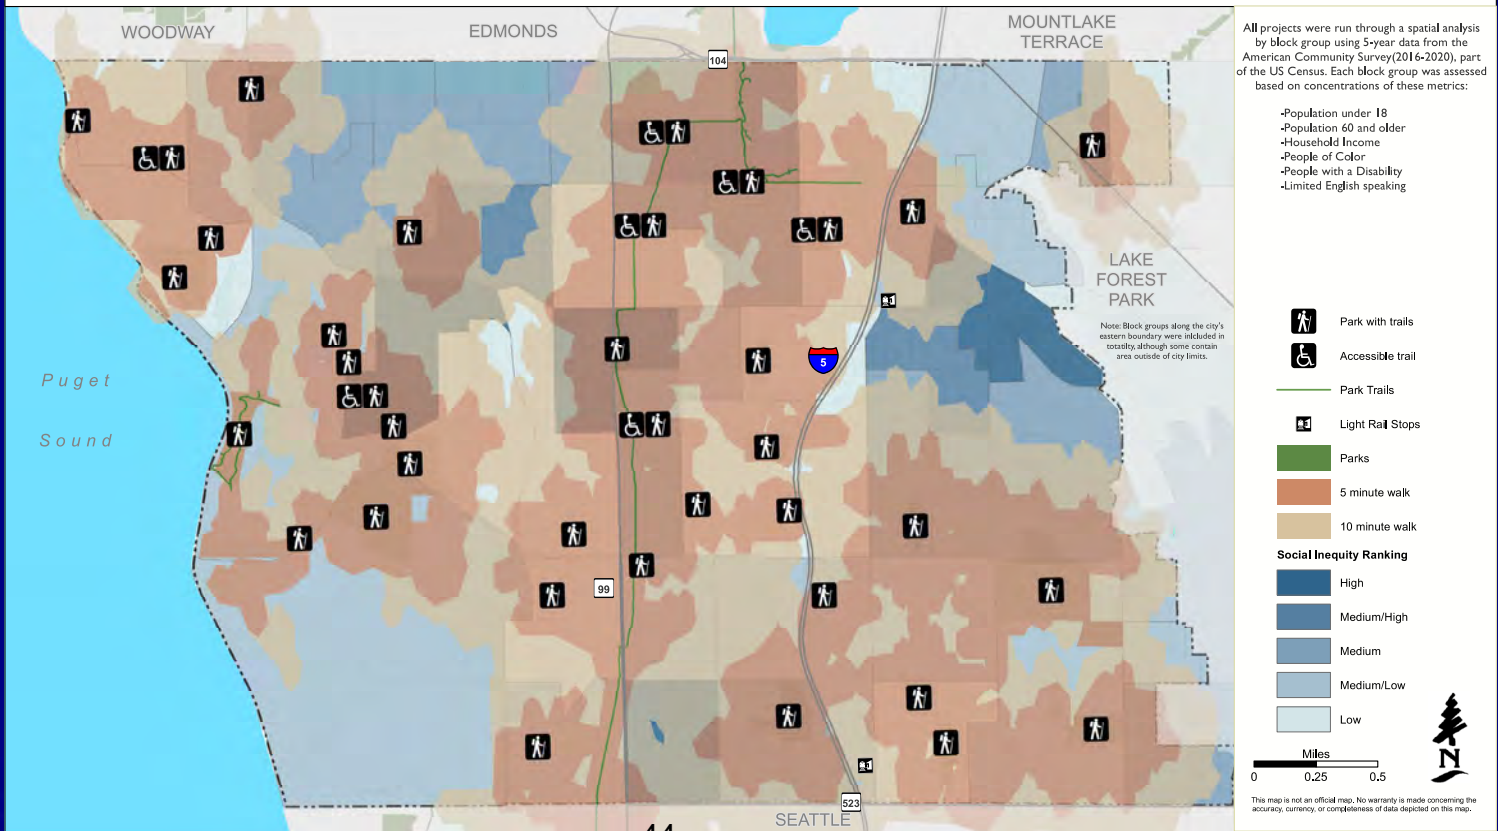 WOODWAY
EDMONDS
MOUNTLAKE
TERRACE
104
LAKE
FOREST
PARK
Note: Block groups along the city's
eastern boundary were inlcluded in
totatlity, although some contain
area outisde of city limits.
5
Puget
Sound
99
523
SEATTLE
44
All projects were run through a spatial analysis
by block group using 5-year data from the
American Community Survey(2016-2020), part
of the US Census. Each block group was assessed
based on concentrations of these metrics:
-Population under 18
-Population 60 and older
-Household Income
-People of Color
-People with a Disability
-Limited English speaking
Park with trails
Accessible trail
Park Trails
Light Rail Stops
Parks
5 minute walk
10 minute walk
Social Inequity Ranking
High
Medium/High
Medium
Medium/Low
Low
Miles
0 0.25 0.5
N
This map is not an official map. No warranty is made concerning the
accuracy, currency, or completeness of data depicted on this map.